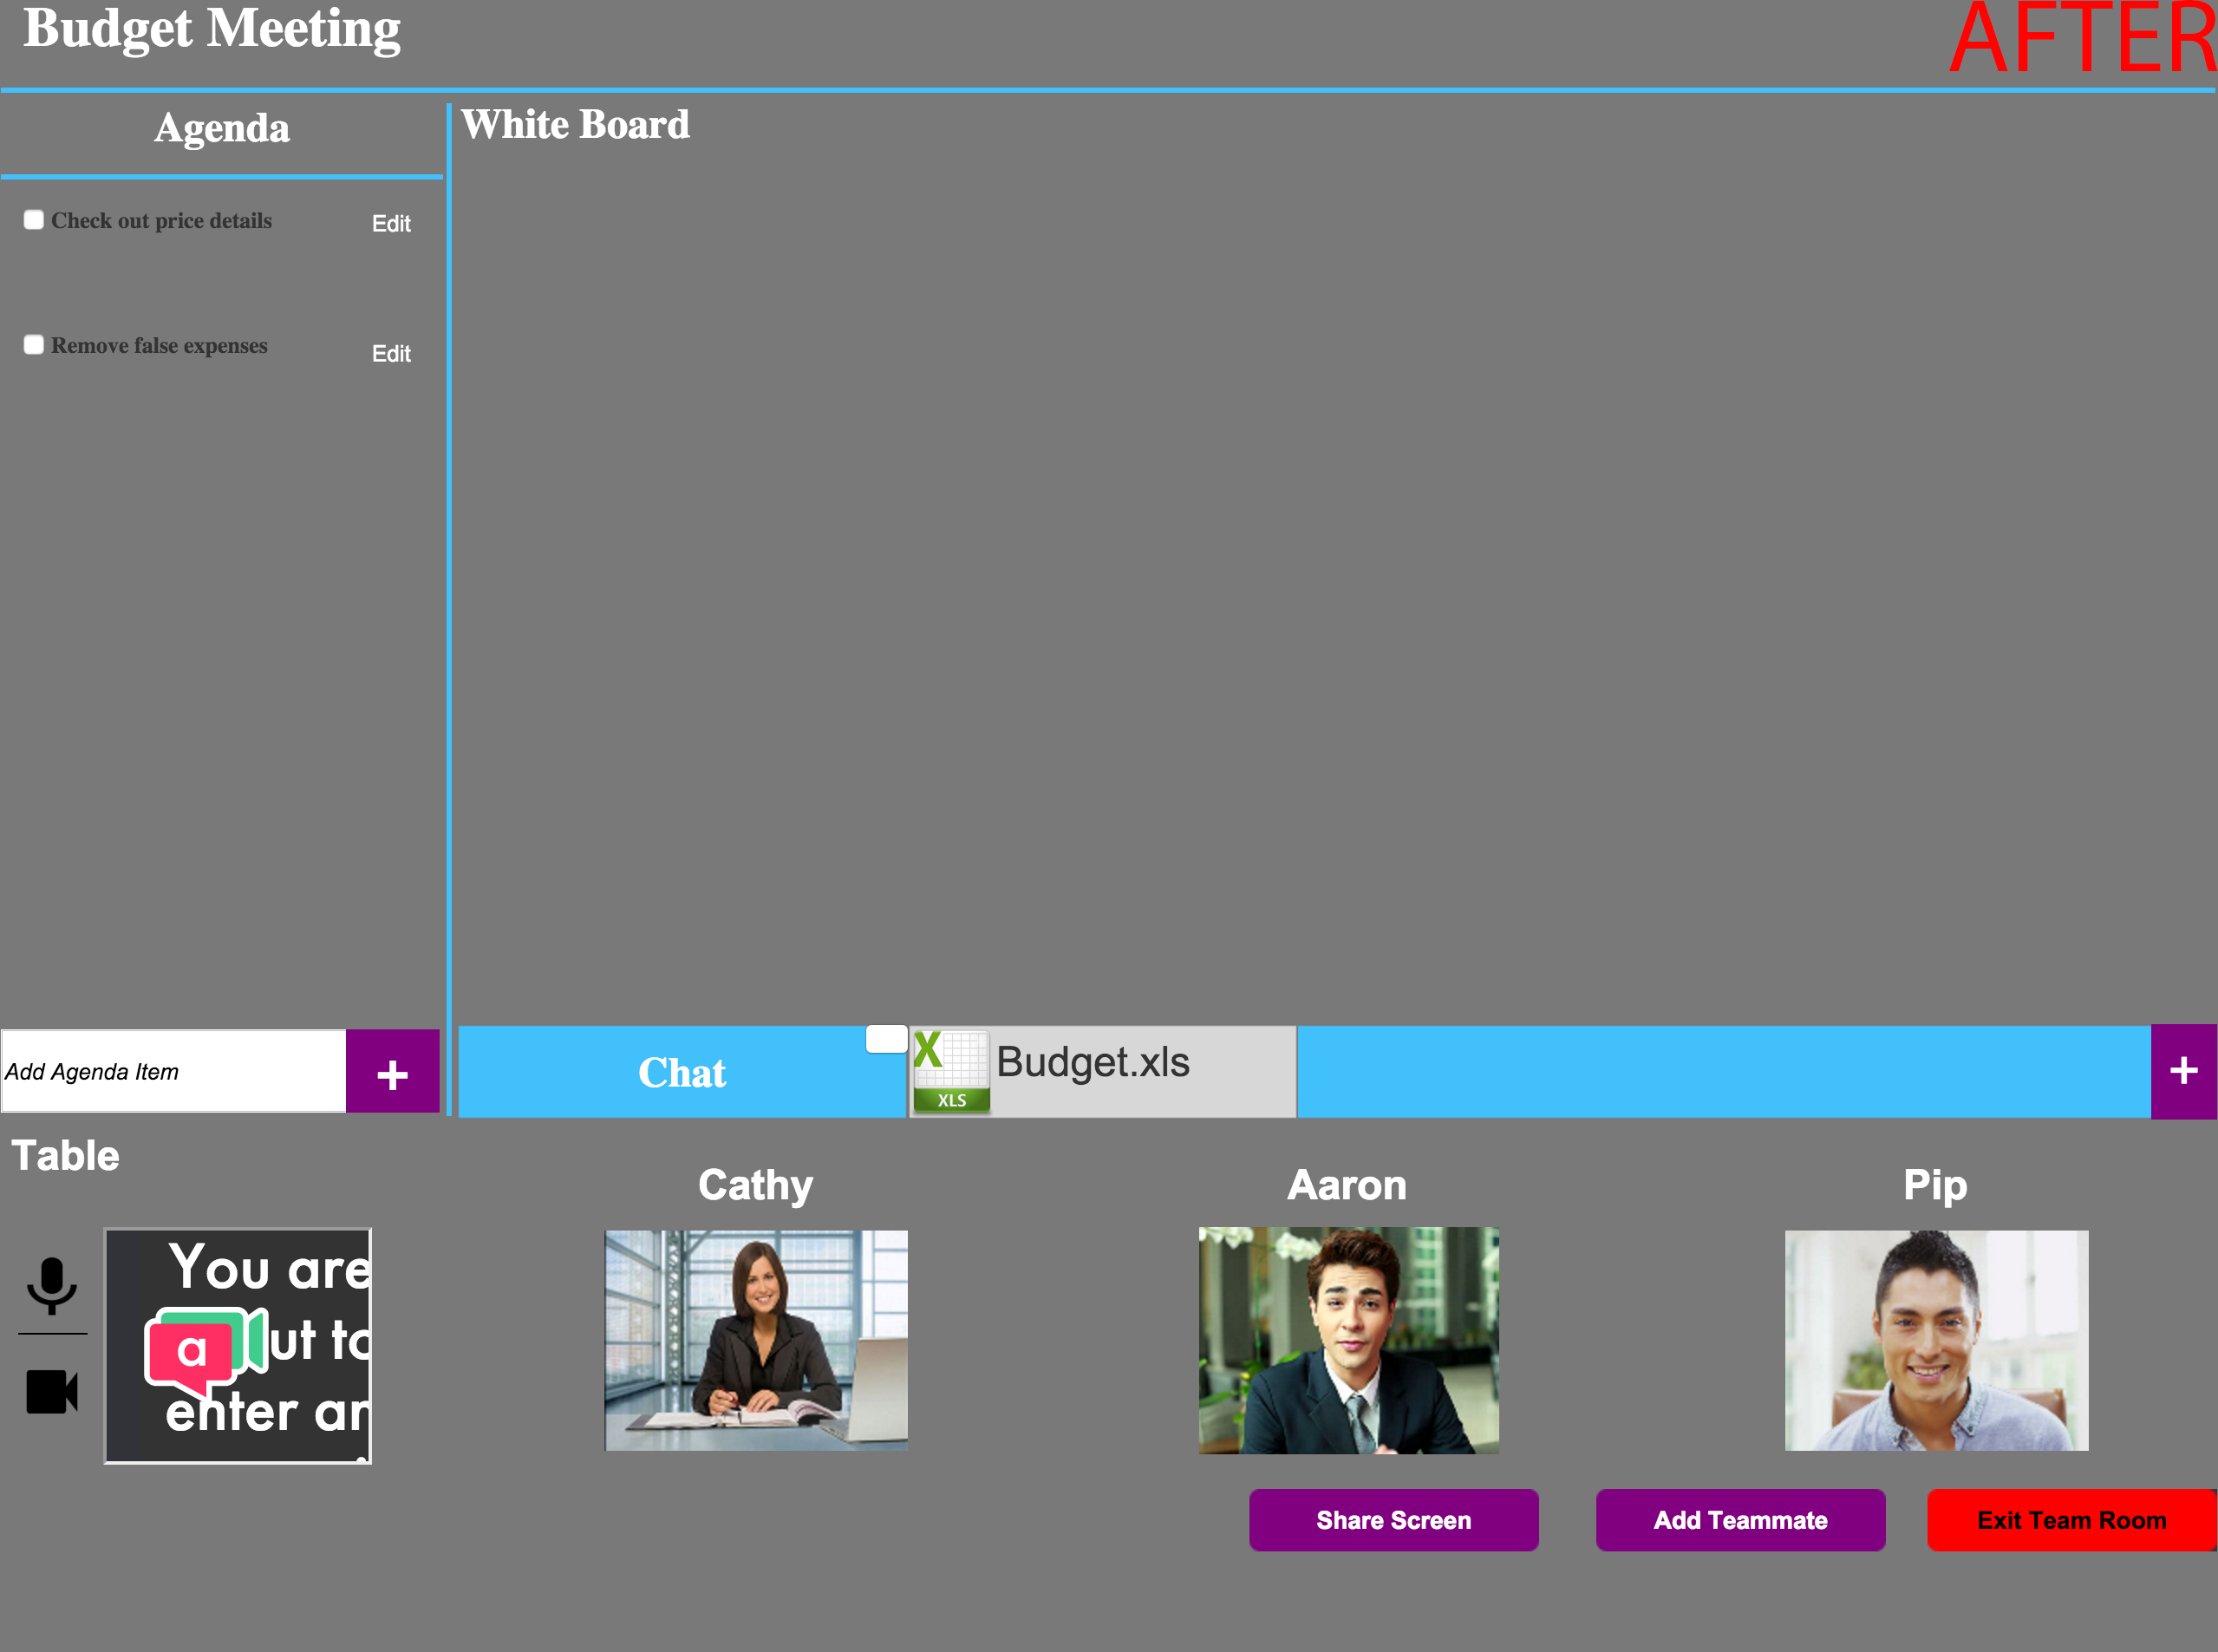 Budget Meeting
AFTER
Agenda
White Board
Check out price details
Edit
Remove false expenses
Edit
Add Agenda Item
+
Chat
X
XLS
Budget.xls
+
Table
Cathy
Aaron
Pip
You are
a
ut to
enter an
Share Screen
Add Teammate
Exit Team Room